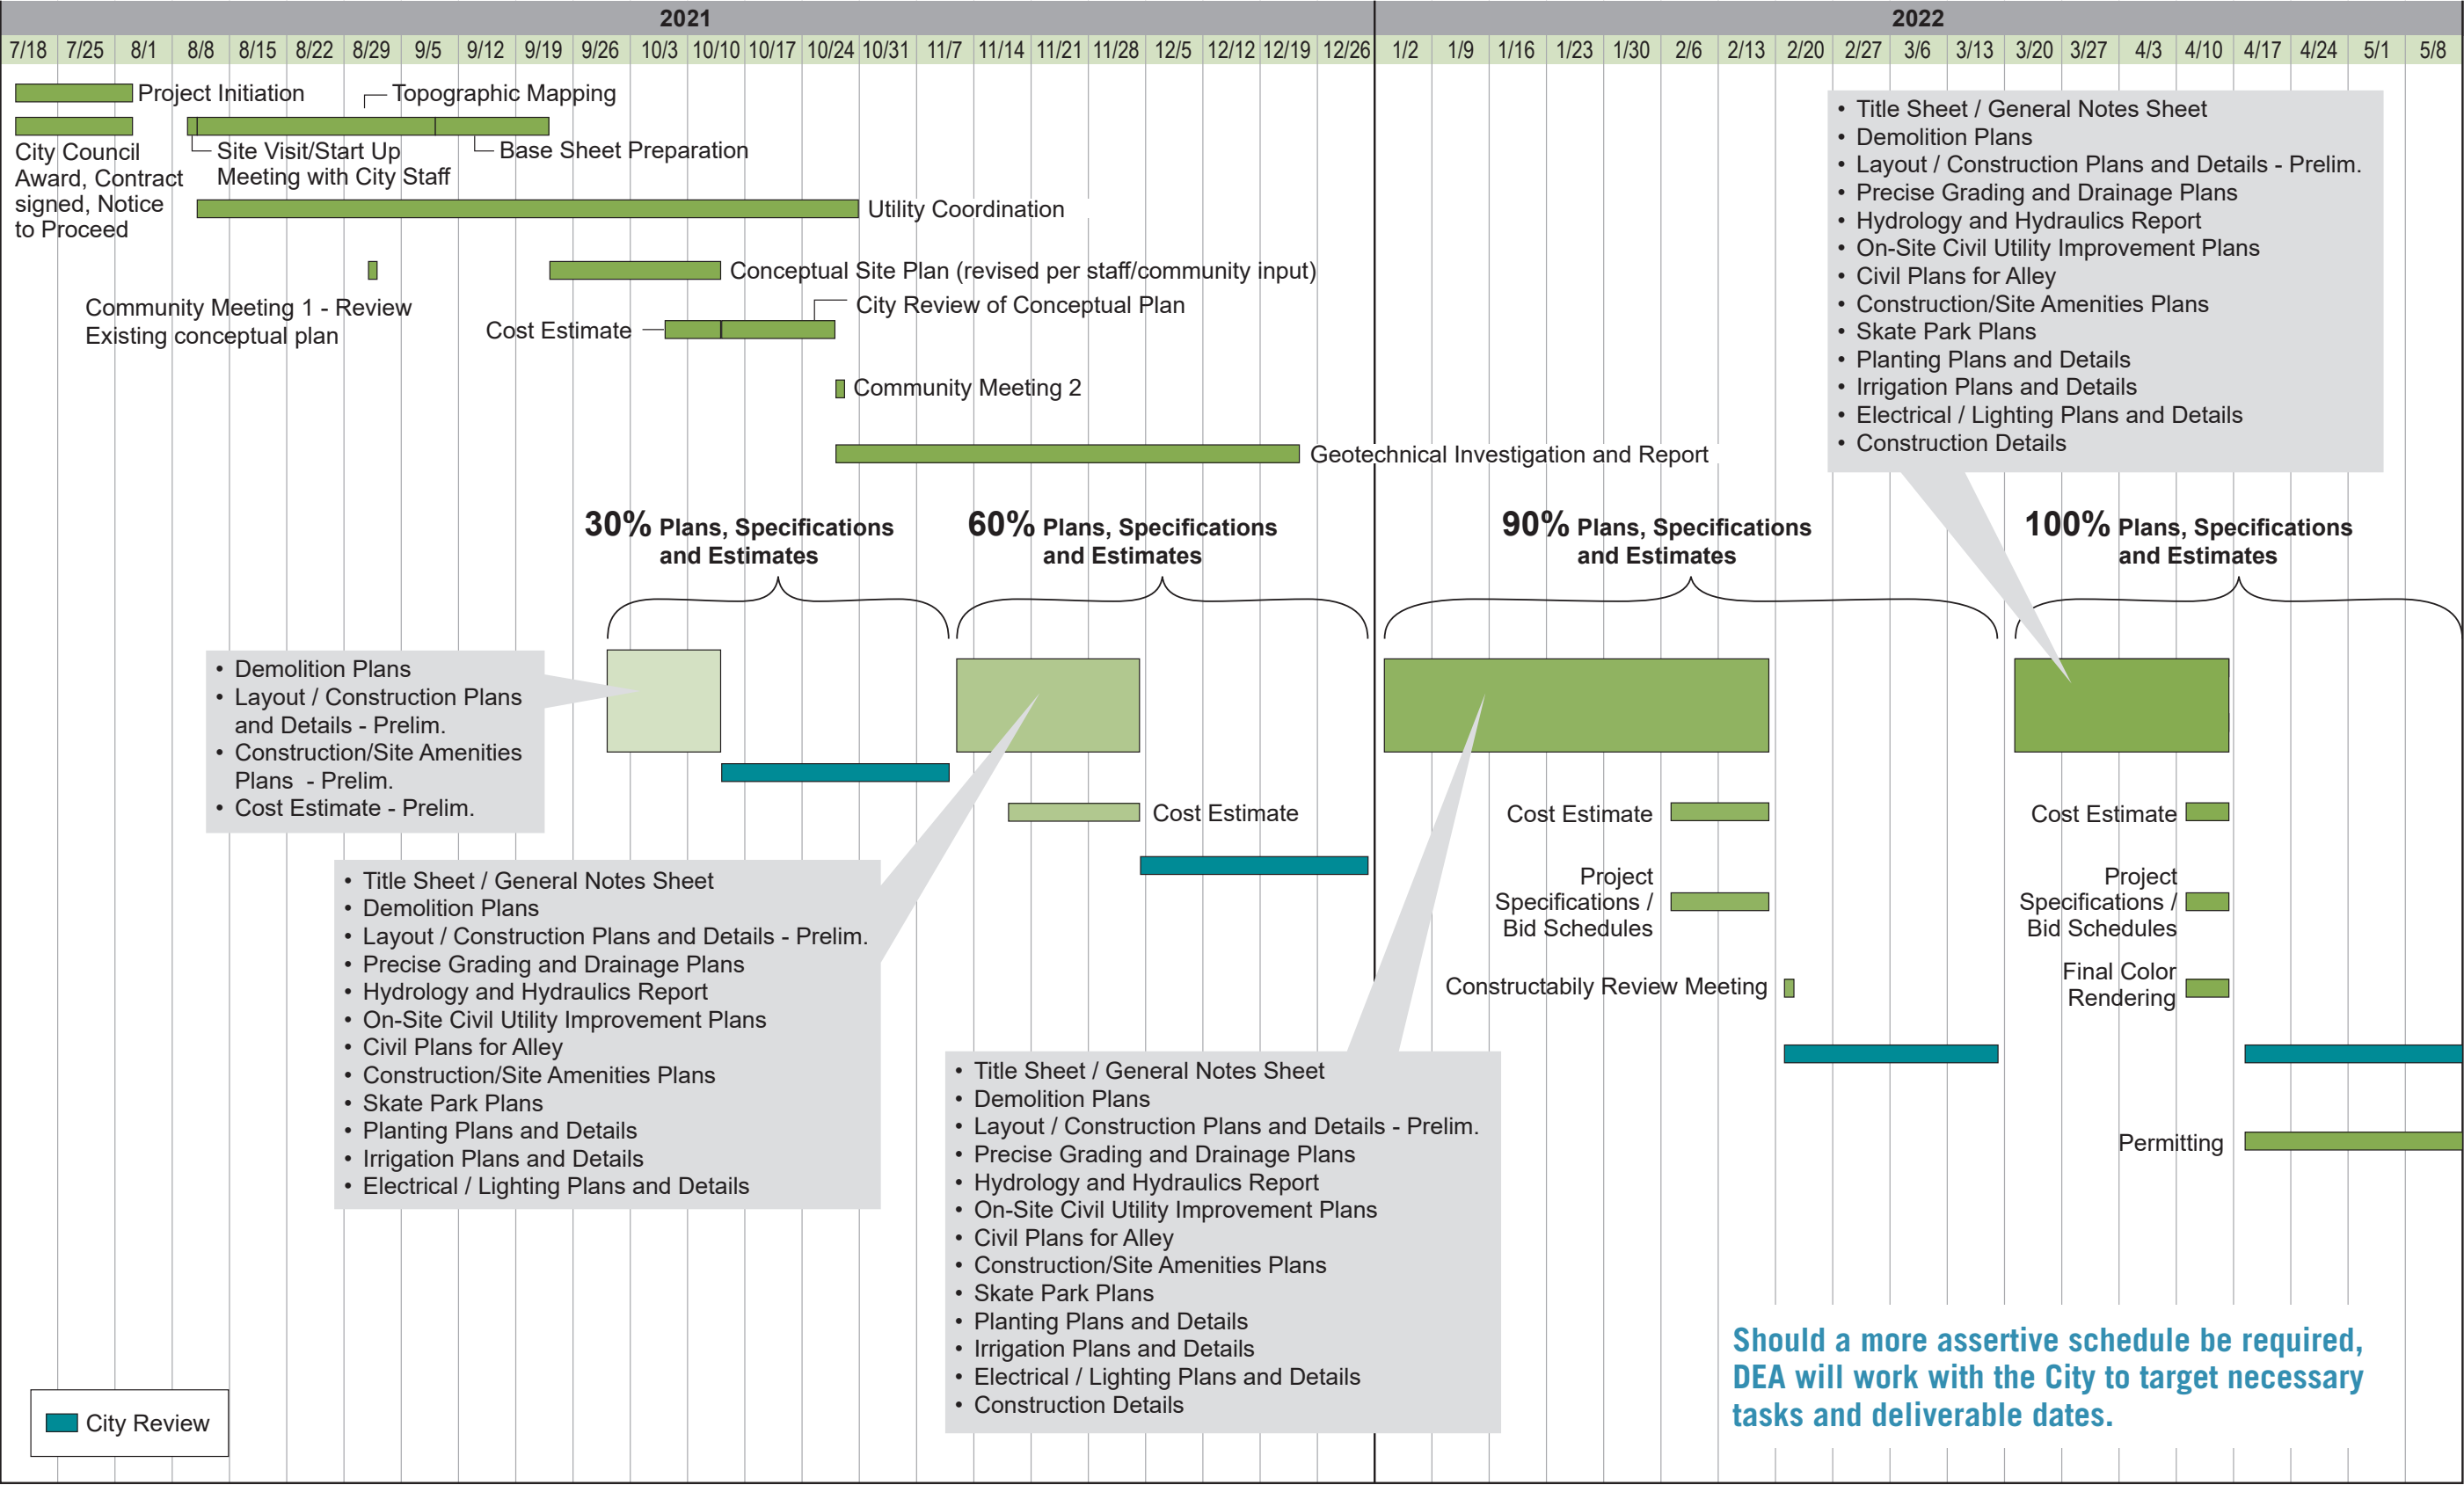 2021
2022
7/18 7/25 8/1 8/8 8/15 8/22 8/29 9/5 9/12 9/19 9/26 10/3 10/10 10/17 10/24 10/31 11/7 11/14 11/21 11/28 12/5 12/12 12/19 12/26 1/2 1/9 1/16 1/23 1/30 2/6 2/13 2/20 2/27 3/6 3/13 3/20 3/27 4/3 4/10 4/17 4/24 5/1 5/8
Project Initiation
Topographic Mapping
City Council
Award, Contract
signed, Notice
to Proceed
Site Visit/Start Up
Meeting with City Staff
Base Sheet Preparation
Utility Coordination
Community Meeting 1 - Review
Existing conceptual plan
Conceptual Site Plan (revised per staff/community input)
City Review of Conceptual Plan
Cost Estimate
Community Meeting 2
Geotechnical Investigation and Report
• Title Sheet / General Notes Sheet
• Demolition Plans
• Layout / Construction Plans and Details - Prelim.
• Precise Grading and Drainage Plans
• Hydrology and Hydraulics Report
• On-Site Civil Utility Improvement Plans
• Civil Plans for Alley
• Construction/Site Amenities Plans
• Skate Park Plans
• Planting Plans and Details
• Irrigation Plans and Details
• Electrical / Lighting Plans and Details
• Construction Details
30% Plans, Specifications
and Estimates
60% Plans, Specifications
and Estimates
90% Plans, Specifications
and Estimates
100% Plans, Specifications
and Estimates
• Demolition Plans
• Layout / Construction Plans
and Details - Prelim.
• Construction/Site Amenities
Plans - Prelim.
• Cost Estimate - Prelim.
Cost Estimate
• Title Sheet / General Notes Sheet
• Demolition Plans
• Layout / Construction Plans and Details - Prelim.
• Precise Grading and Drainage Plans
• Hydrology and Hydraulics Report
• On-Site Civil Utility Improvement Plans
• Civil Plans for Alley
• Construction/Site Amenities Plans
• Skate Park Plans
• Planting Plans and Details
• Irrigation Plans and Details
• Electrical / Lighting Plans and Details
Cost Estimate
Project
Specifications /
Bid Schedules
Constructabily Review Meeting
• Title Sheet / General Notes Sheet
• Demolition Plans
• Layout / Construction Plans and Details - Prelim.
• Precise Grading and Drainage Plans
• Hydrology and Hydraulics Report
• On-Site Civil Utility Improvement Plans
• Civil Plans for Alley
• Construction/Site Amenities Plans
• Skate Park Plans
• Planting Plans and Details
• Irrigation Plans and Details
• Electrical / Lighting Plans and Details
• Construction Details
Cost Estimate
Project
Specifications /
Bid Schedules
Final Color
Rendering
Permitting
Should a more assertive schedule be required,
DEA will work with the City to target necessary
tasks and deliverable dates.
City Review